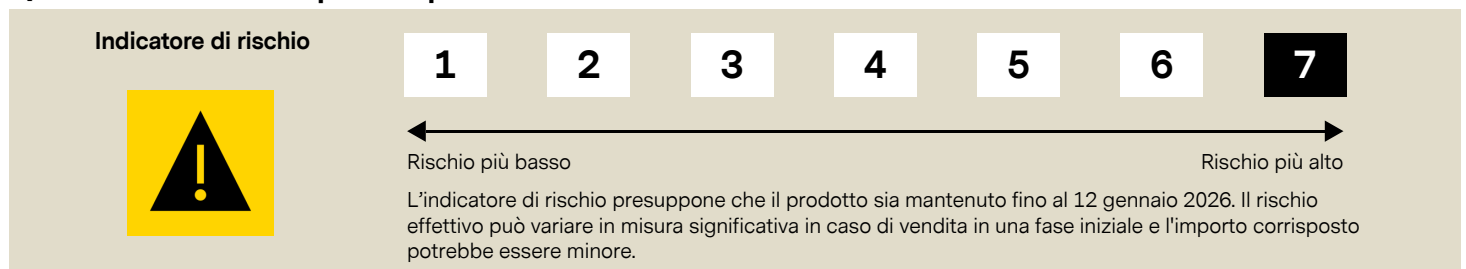 Indicatore di rischio
1 2 3 4 5 6 7
Rischio più basso
Rischio più alto
L'indicatore di rischio presuppone che il prodotto sia mantenuto fino al 12 gennaio 2026. Il rischio
effettivo può variare in misura significativa in caso di vendita in una fase iniziale e l'importo corrisposto
potrebbe essere minore.